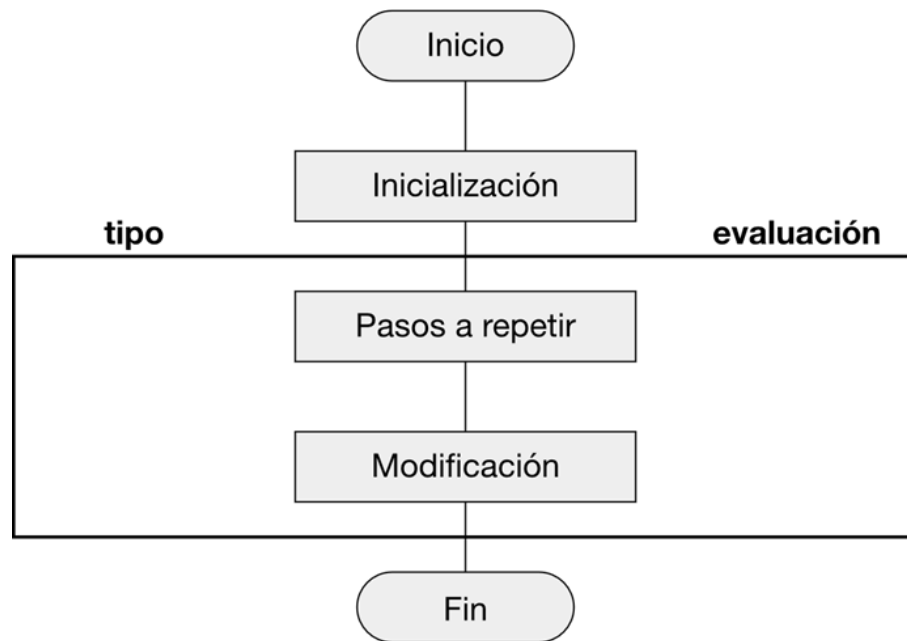 Inicio
Inicialización
tipo
evaluación
Pasos a repetir
Modificación
Fin